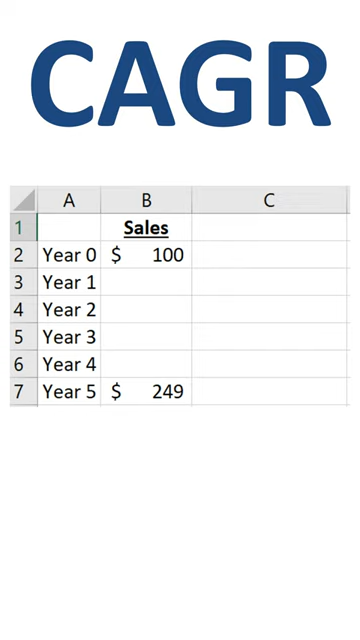 CAGR
A B C
1 Sales
2 Year 0 $ 100
3 Year 1
4 Year 2
5 Year 3
6 Year 4
7 Year 5 $ 249